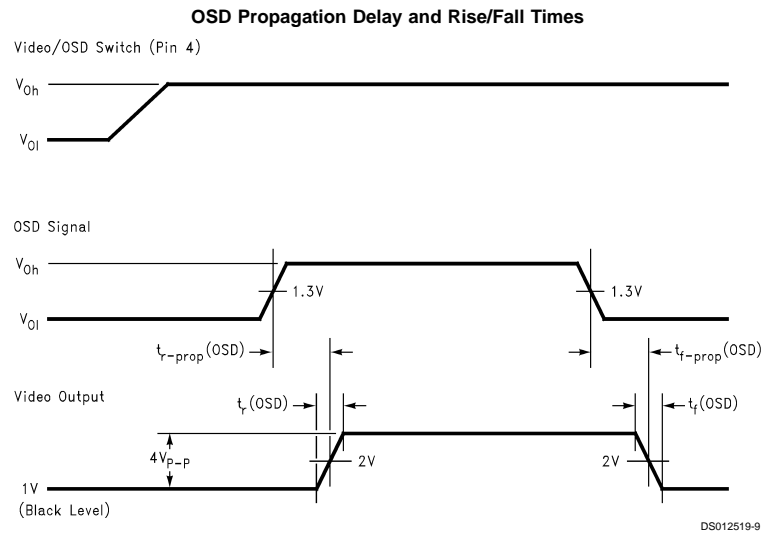 OSD Propagation Delay and Rise/Fall Times
Video/OSD Switch (Pin 4)
V0h
V0l
OSD Signal
V0h
1.3V
1.3V
V0l
tr-prop(OSD)
tf-prop(OSD)
Video Output
tr(OSD)
tf(OSD)
4VP-P
2V
2V
1V
(Black Level)
DS012519-9